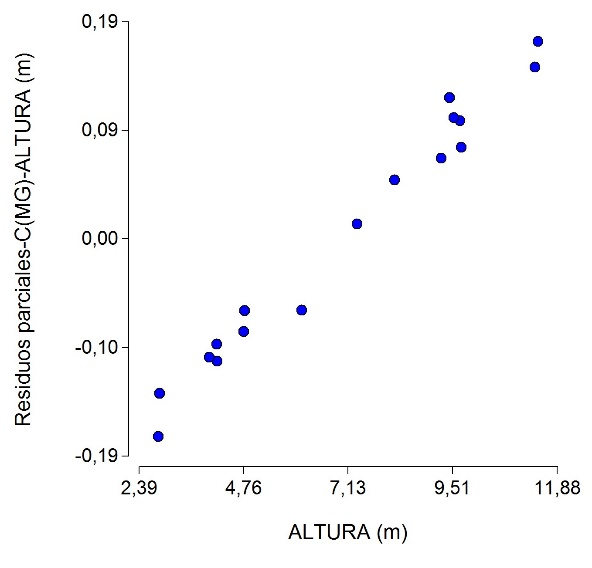 0,19
0,09
0,00
-0,10
-0,19
Residuos parciales-C(MG)-ALTURA (m)
2,39 4,76 7,13 9,51 11,88
ALTURA (m)